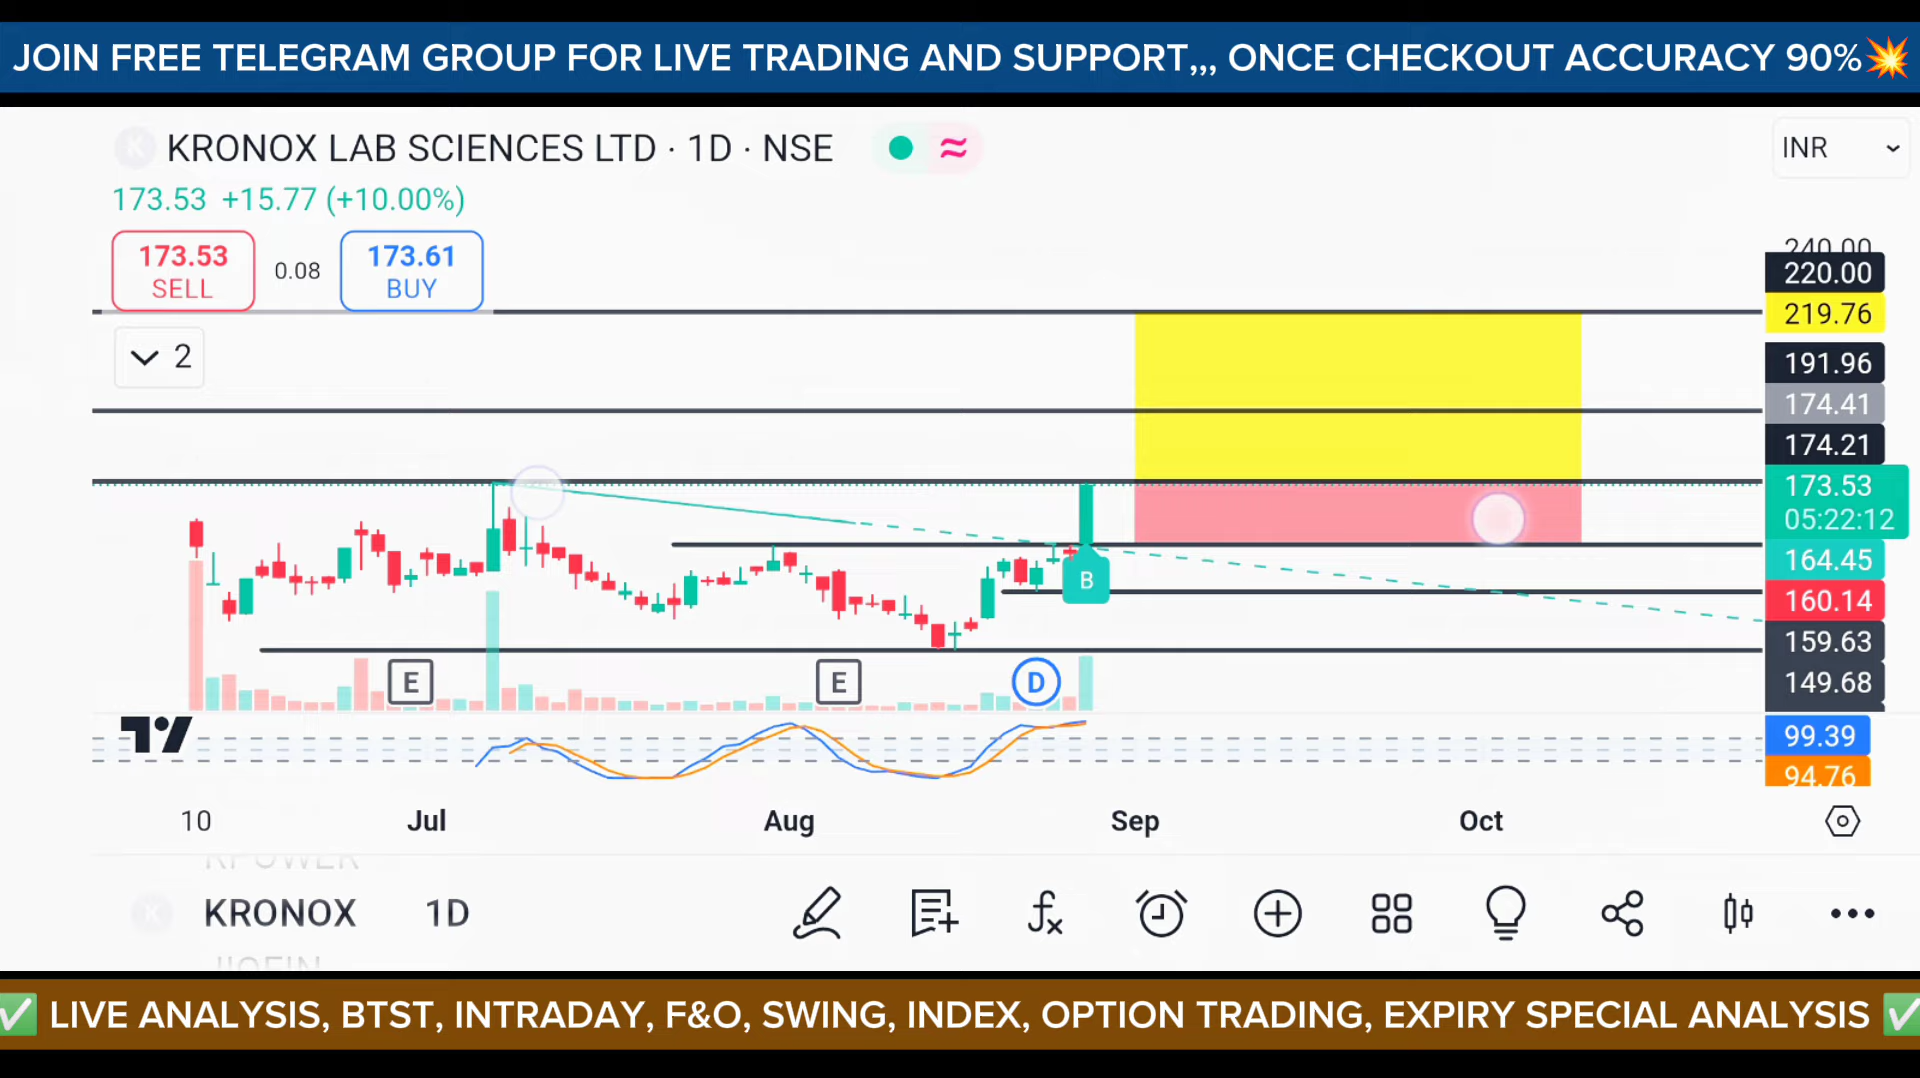 JOIN FREE TELEGRAM GROUP FOR LIVE TRADING AND SUPPORT,,, ONCE CHECKOUT ACCURACY 90%💥
K KRONOX LAB SCIENCES LTD · 1D · NSE
INR
173.53 +15.77 (+10.00%)
173.53 SELL
0.08
173.61 BUY
2
240.00
220.00
219.76
191.96
174.41
174.21
173.53
05:22:12
164.45
160.14
159.63
149.68
B
E
E
D
99.39
94.76
10 Jul Aug Sep Oct
RPOWER
K KRONOX 1D
JIOFIN
✅ LIVE ANALYSIS, BTST, INTRADAY, F&O, SWING, INDEX, OPTION TRADING, EXPIRY SPECIAL ANALYSIS ✅